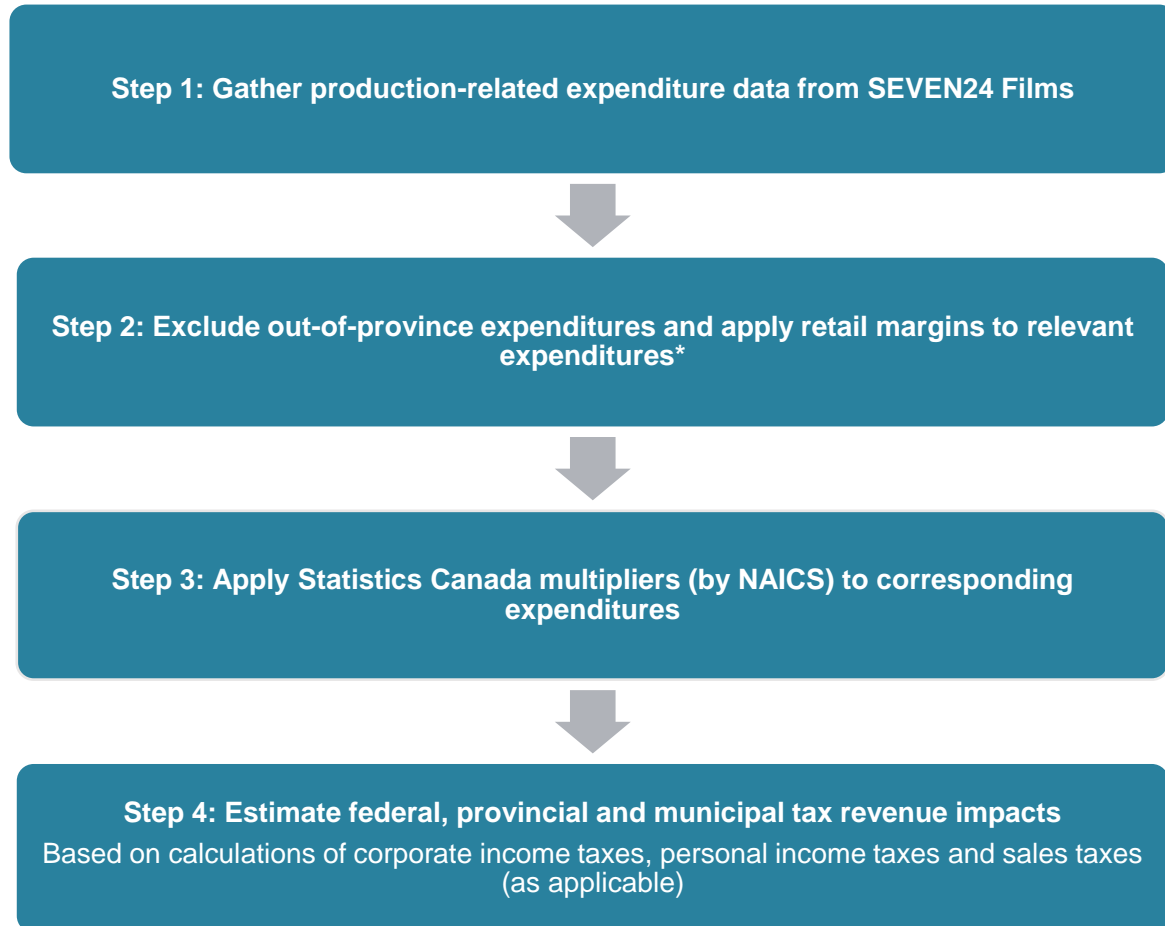 Step 1: Gather production-related expenditure data from SEVEN24 Films
Step 2: Exclude out-of-province expenditures and apply retail margins to relevant
expenditures*
Step 3: Apply Statistics Canada multipliers (by NAICS) to corresponding
expenditures
Step 4: Estimate federal, provincial and municipal tax revenue impacts
Based on calculations of corporate income taxes, personal income taxes and sales taxes
(as applicable)